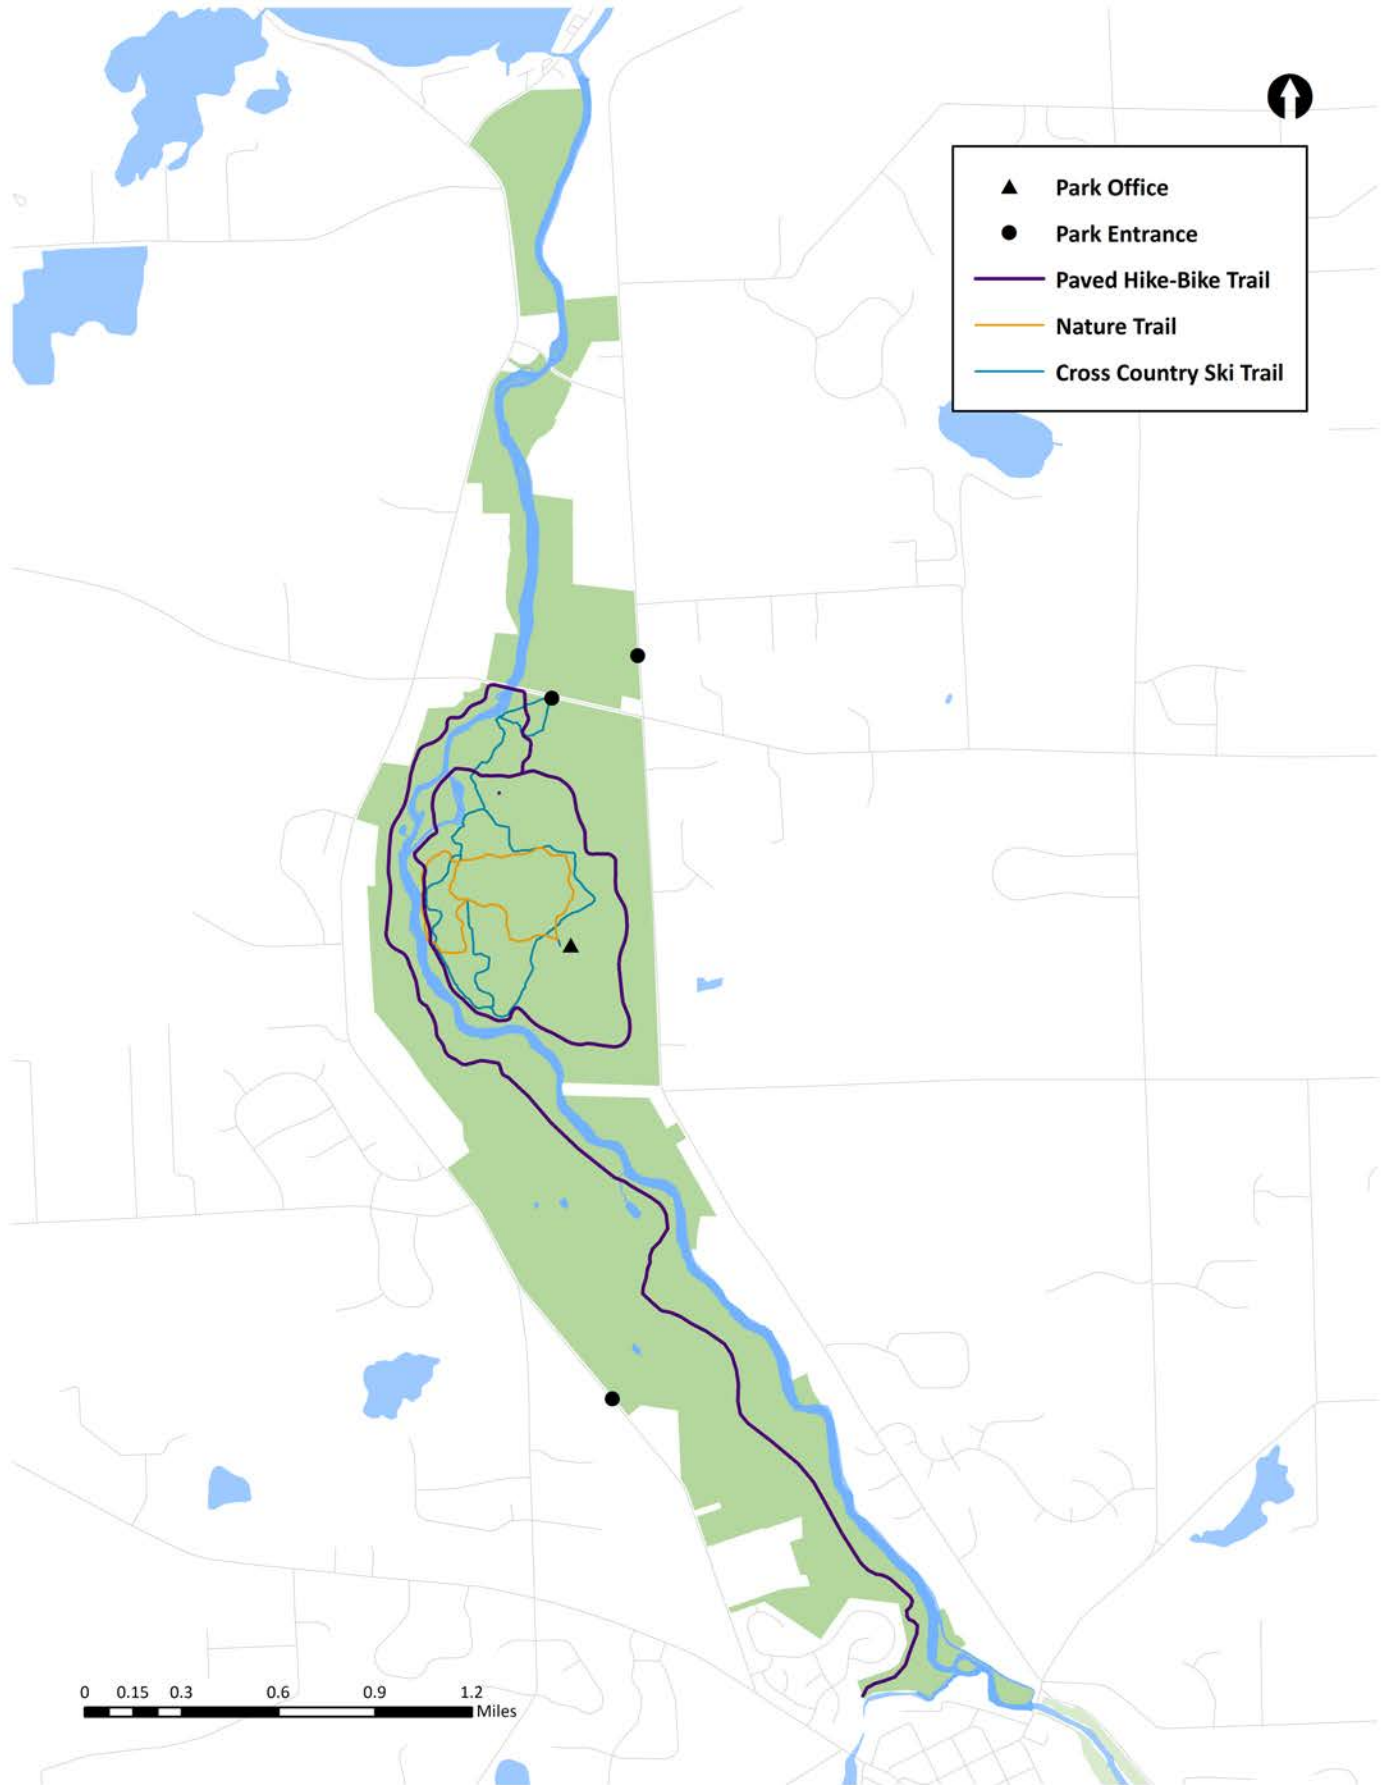 Park Office
Park Entrance
Paved Hike-Bike Trail
Nature Trail
Cross Country Ski Trail
0 0.15 0.3 0.6 0.9 1.2
Miles